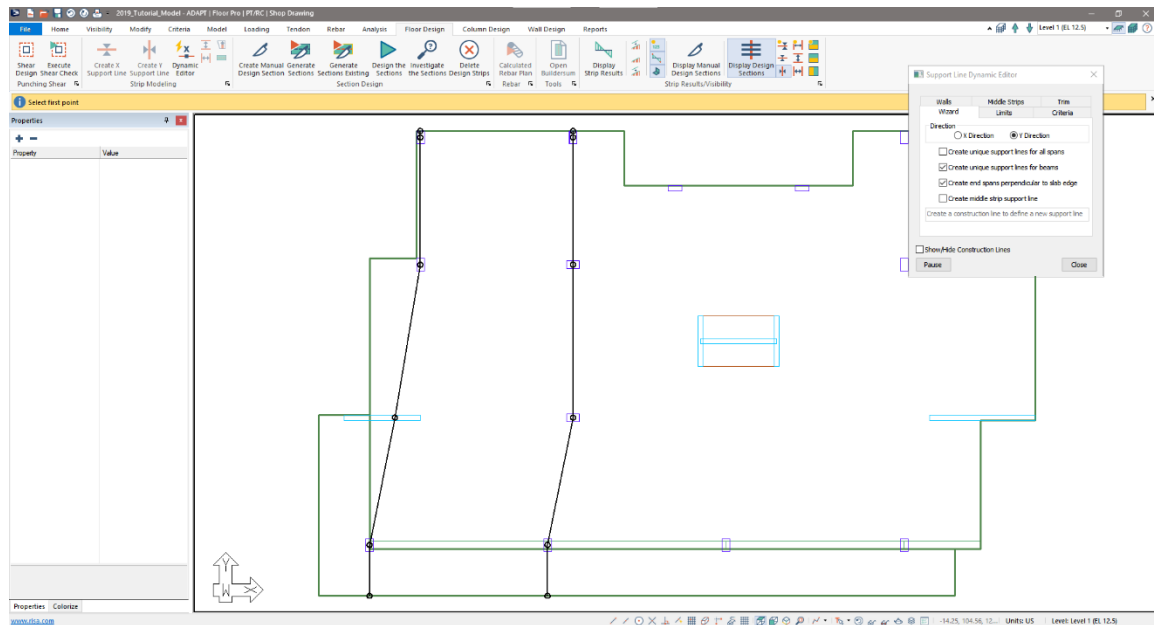 2019_Tutorial_Model - ADAPT | Floor Pro | PT/RC | Shop Drawing
File Home Visibility Modify Criteria Model Loading Tendon Rebar Analysis Floor Design Column Design Wall Design Reports
Level 1 (EL 12.5)
Shear Design Execute Shear Check
Punching Shear
Create X Support Line Create Y Support Line Dynamic Editor
Strip Modeling
Create Manual Design Section Generate Sections Generate Sections Existing Design the Sections Investigate the Sections Delete Design Strips
Section Design
Calculated Rebar Plan
Rebar
Open Buildersum
Tools
Display Strip Results Display Manual Design Sections Display Design Sections
Strip Results/Visibility
Select first point
Properties
Property Value
Support Line Dynamic Editor
Walls Middle Strips Trim
Wizard Limits Criteria
Direction
X Direction Y Direction
Create unique support lines for all spans
Create unique support lines for beams
Create end spans perpendicular to slab edge
Create middle strip support line
Create a construction line to define a new support line
Show/Hide Construction Lines
Pause Close
Y
W X
Properties Colorize
www.risa.com
-14.25, 104.56, 12... Units: US Level: Level 1 (EL 12.5)